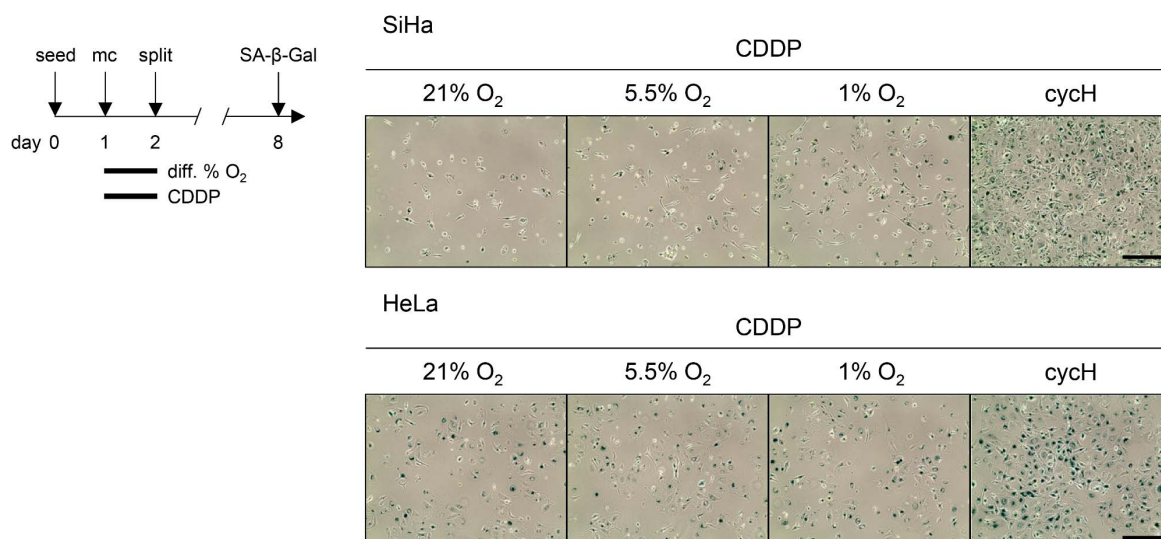 seed mc split SA-β-Gal
day 0 1 2 8
diff. % O₂
CDDP
SiHa
CDDP
21% O₂ 5.5% O₂ 1% O₂ cycH
HeLa
CDDP
21% O₂ 5.5% O₂ 1% O₂ cycH